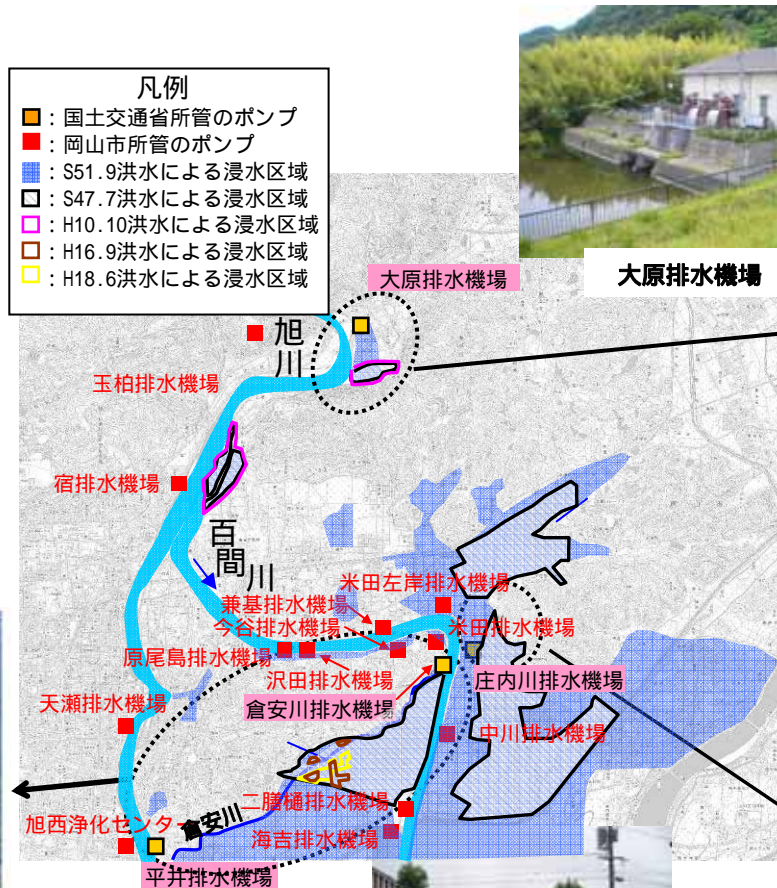 凡例
：国土交通省所管のポンプ
：岡山市所管のポンプ
：S51.9洪水による浸水区域
：S47.7洪水による浸水区域
：H10.10洪水による浸水区域
：H16.9洪水による浸水区域
：H18.6洪水による浸水区域
大原排水機場
大原排水機場
旭川
玉柏排水機場
宿排水機場
百間川
米田左岸排水機場
兼基排水機場
今谷排水機場
米田排水機場
原尾島排水機場
沢田排水機場
庄内川排水機場
倉安川排水機場
天瀬排水機場
中川排水機場
二膳樋排水機場
旭西浄化センター
倉安川
海吉排水機場
平井排水機場